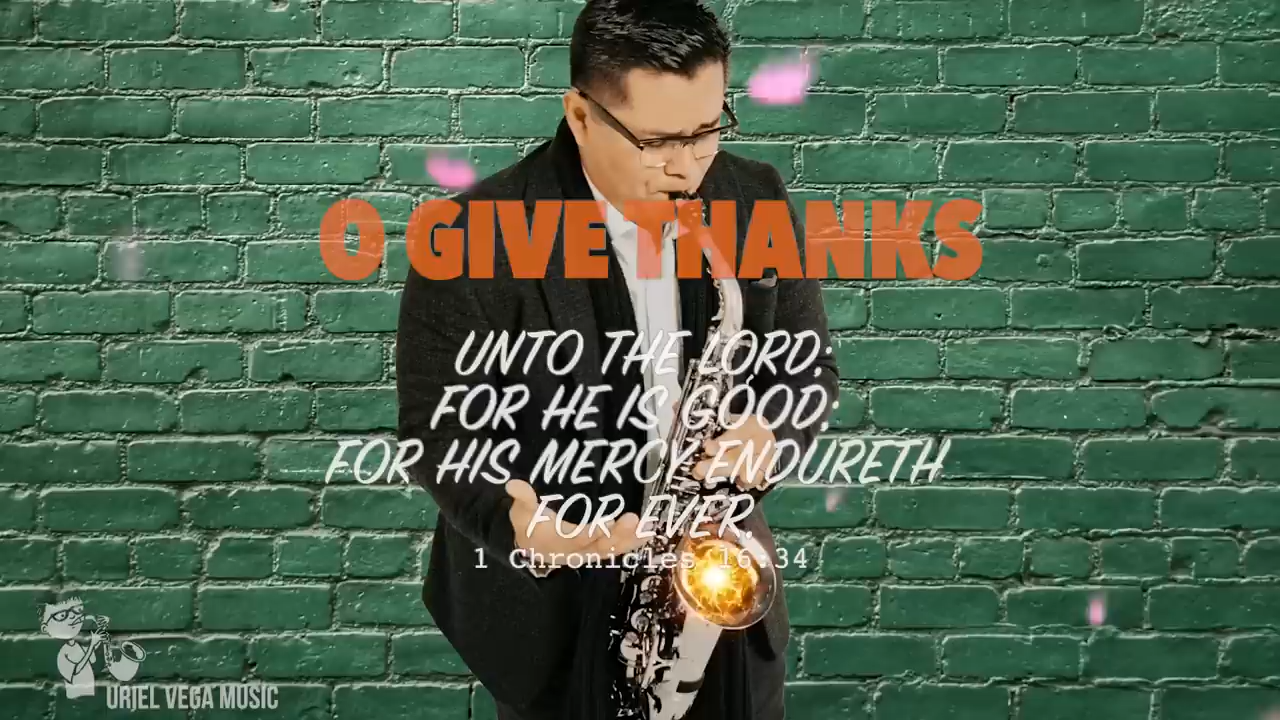 O GIVE THANKS
UNTO THE LORD;
FOR HE IS GOOD;
FOR HIS MERCY ENDURETH
FOR EVER.
1 Chronicles 16:34
URIEL VEGA MUSIC